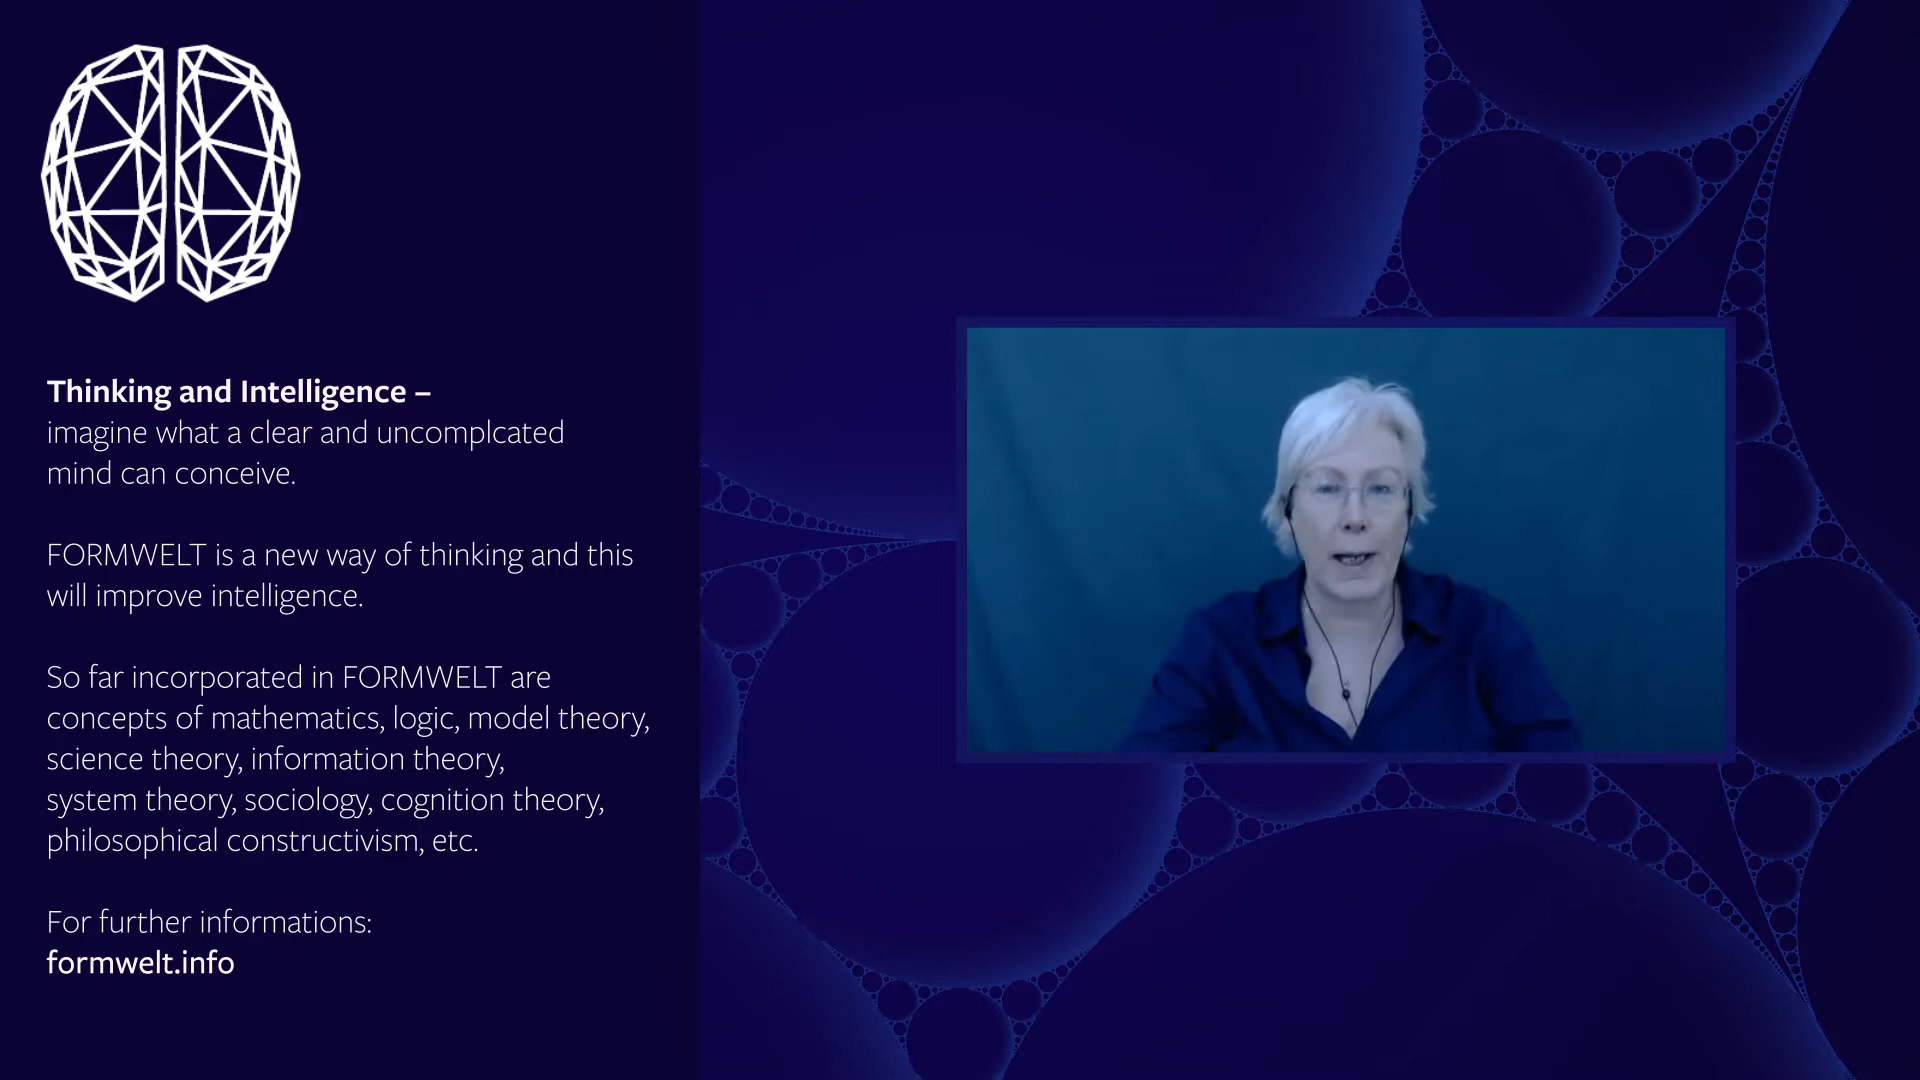 Thinking and Intelligence –
imagine what a clear and uncomplcated
mind can conceive.
FORMWELT is a new way of thinking and this
will improve intelligence.
So far incorporated in FORMWELT are
concepts of mathematics, logic, model theory,
science theory, information theory,
system theory, sociology, cognition theory,
philosophical constructivism, etc.
For further informations:
formwelt.info